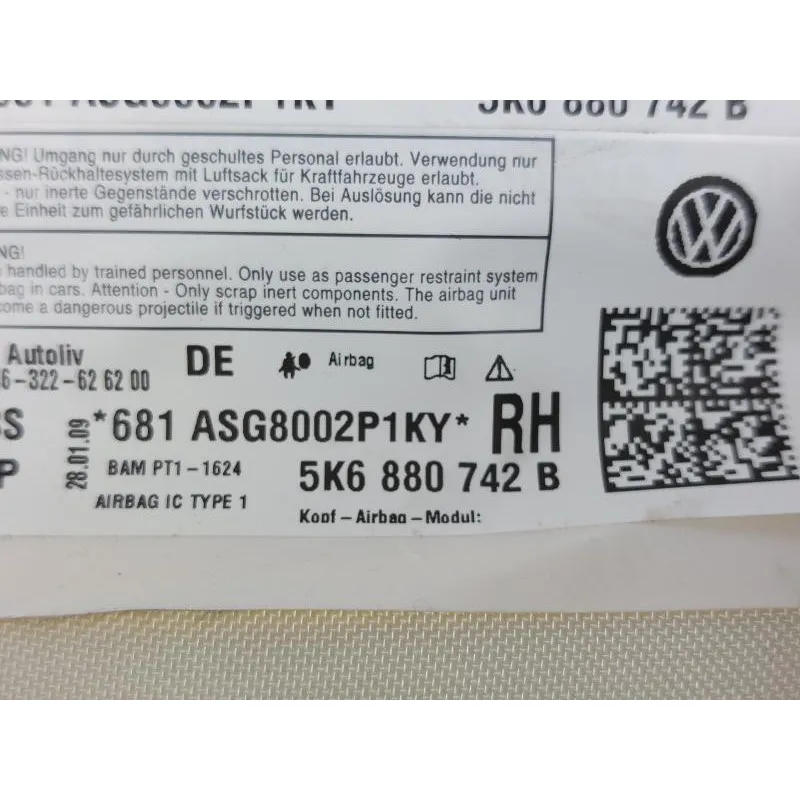 5K6 880 742 B
NG! Umgang nur durch geschultes Personal erlaubt. Verwendung nur
ssen-Rückhaltesystem mit Luftsack für Kraftfahrzeuge erlaubt.
- nur inerte Gegenstände verschrotten. Bei Auslösung kann die nicht
e Einheit zum gefährlichen Wurfstück werden.
NG!
handled by trained personnel. Only use as passenger restraint system
bag in cars. Attention - Only scrap inert components. The airbag unit
come a dangerous projectile if triggered when not fitted.
Autoliv DE Airbag
6-322-62 62 00
S *681 ASG8002P1KY* RH
P 28.01.09 BAM PT1-1624 5K6 880 742 B
AIRBAG IC TYPE 1 Kopf-Airbag-Modul: